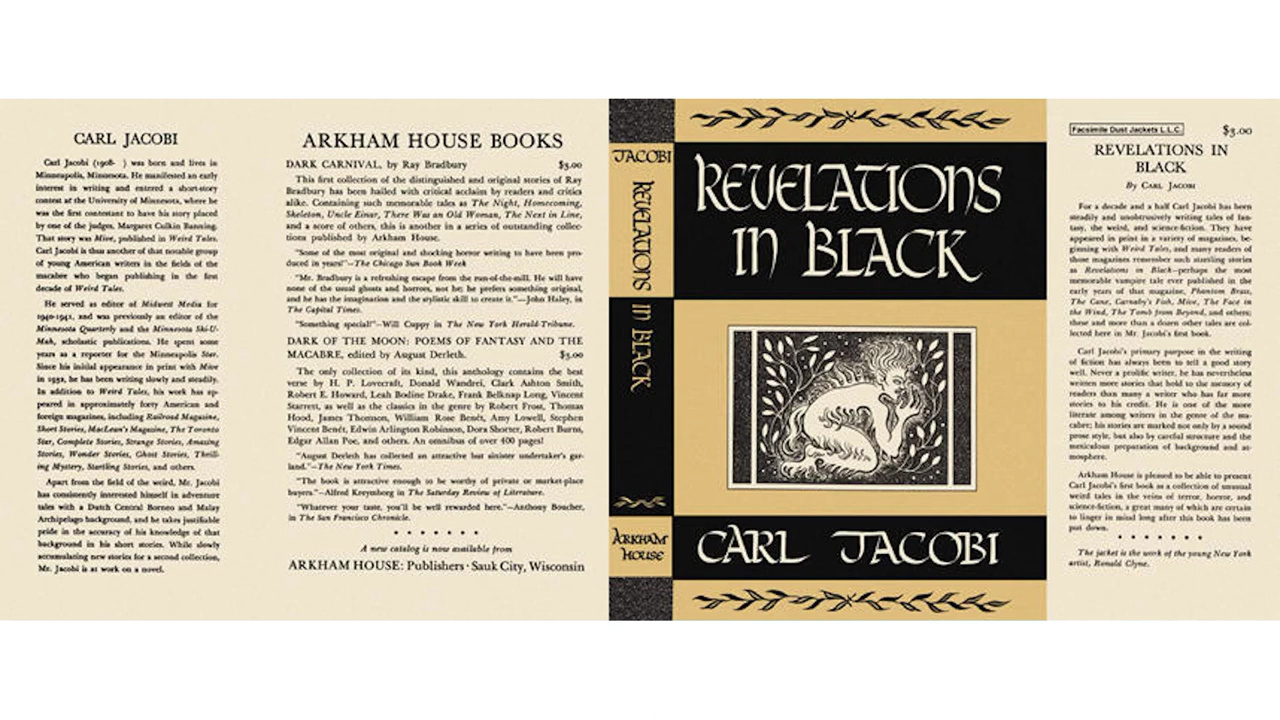 CARL JACOBI
Carl Jacobi (1908- ) was born and lives in
Minneapolis, Minnesota. He manifested an early
interest in writing and entered a short-story
contest at the University of Minnesota, where he
was the first contestant to have his story placed
by one of the judges, Margaret Culkin Banning.
That story was Mive, published in Weird Tales.
Carl Jacobi is thus another of that notable group
of young American writers in the fields of the
macabre who began publishing in the first
decade of Weird Tales.
He served as editor of Midwest Media for
1940-1941, and was previously an editor of the
Minnesota Quarterly and the Minnesota Ski-U-
Mah, scholastic publications. He spent some
years as a reporter for the Minneapolis Star.
Since his initial appearance in print with Mive
in 1932, he has been writing slowly and steadily.
In addition to Weird Tales, his work has ap-
peared in approximately forty American and
foreign magazines, including Railroad Magazine,
Short Stories, MacLean's Magazine, The Toronto
Star, Complete Stories, Strange Stories, Amazing
Stories, Wonder Stories, Ghost Stories, Thrill-
ing Mystery, Startling Stories, and others.
Apart from the field of the weird, Mr. Jacobi
has consistently interested himself in adventure
tales with a Dutch Central Borneo and Malay
Archipelago background, and he takes justifiable
pride in the accuracy of his knowledge of that
background in his short stories. While slowly
accumulating new stories for a second collection,
Mr. Jacobi is at work on a novel.
ARKHAM HOUSE BOOKS
DARK CARNIVAL, by Ray Bradbury $3.00
This first collection of the distinguished and original stories of Ray
Bradbury has been hailed with critical acclaim by readers and critics
alike. Containing such memorable tales as The Night, Homecoming,
Skeleton, Uncle Einar, There Was an Old Woman, The Next in Line,
and a score of others, this is another in a series of outstanding collec-
tions published by Arkham House.
"Some of the most original and shocking horror writing to have been pro-
duced in years!"—The Chicago Sun Book Week
"Mr. Bradbury is a refreshing escape from the run-of-the-mill. He will have
none of the usual ghosts and horrors, not he; he prefers something original,
and he has the imagination and the stylistic skill to create it."—John Haley, in
The Capital Times.
"Something special!"—Will Cuppy in The New York Herald-Tribune.
DARK OF THE MOON: POEMS OF FANTASY AND THE
MACABRE, edited by August Derleth. $3.00
The only collection of its kind, this anthology contains the best
verse by H. P. Lovecraft, Donald Wandrei, Clark Ashton Smith,
Robert E. Howard, Leah Bodine Drake, Frank Belknap Long, Vincent
Starrett, as well as the classics in the genre by Robert Frost, Thomas
Hood, James Thomson, William Rose Benét, Amy Lowell, Stephen
Vincent Benét, Edwin Arlington Robinson, Dora Shorter, Robert Burns,
Edgar Allan Poe, and others. An omnibus of over 400 pages!
"August Derleth has collected an attractive but sinister undertaker's gar-
land."—The New York Times.
"The book is attractive enough to be worthy of private or market-place
buyers."—Alfred Kreymborg in The Saturday Review of Literature.
"Whatever your taste, you'll be well rewarded here."—Anthony Boucher,
in The San Francisco Chronicle.
A new catalog is now available from
ARKHAM HOUSE: Publishers · Sauk City, Wisconsin
JACOBI
REVELATIONS IN BLACK
ARKHAM
HOUSE
REVELATIONS
IN BLACK
CARL JACOBI
Facsimile Dust Jackets L.L.C. $3.00
REVELATIONS IN
BLACK
By CARL JACOBI
For a decade and a half Carl Jacobi has been
steadily and unobtrusively writing tales of fan-
tasy, the weird, and science-fiction. They have
appeared in print in a variety of magazines, be-
ginning with Weird Tales, and many readers of
those magazines remember such startling stories
as Revelations in Black—perhaps the most
memorable vampire tale ever published in the
early years of that magazine, Phantom Brass,
The Cane, Carnaby's Fish, Mive, The Face in
the Wind, The Tomb from Beyond, and others;
these and more than a dozen other tales are col-
lected here in Mr. Jacobi's first book.
Carl Jacobi's primary purpose in the writing
of fiction has always been to tell a good story
well. Never a prolific writer, he has nevertheless
written more stories that hold to the memory of
readers than many a writer who has far more
stories to his credit. He is one of the more
literate among writers in the genre of the ma-
cabre; his stories are marked not only by a sound
prose style, but also by careful structure and the
meticulous preparation of background and at-
mosphere.
Arkham House is pleased to be able to present
Carl Jacobi's first book as a collection of unusual
weird tales in the veins of terror, horror, and
science-fiction, a great many of which are certain
to linger in mind long after this book has been
put down.
The jacket is the work of the young New York
artist, Ronald Clyne.